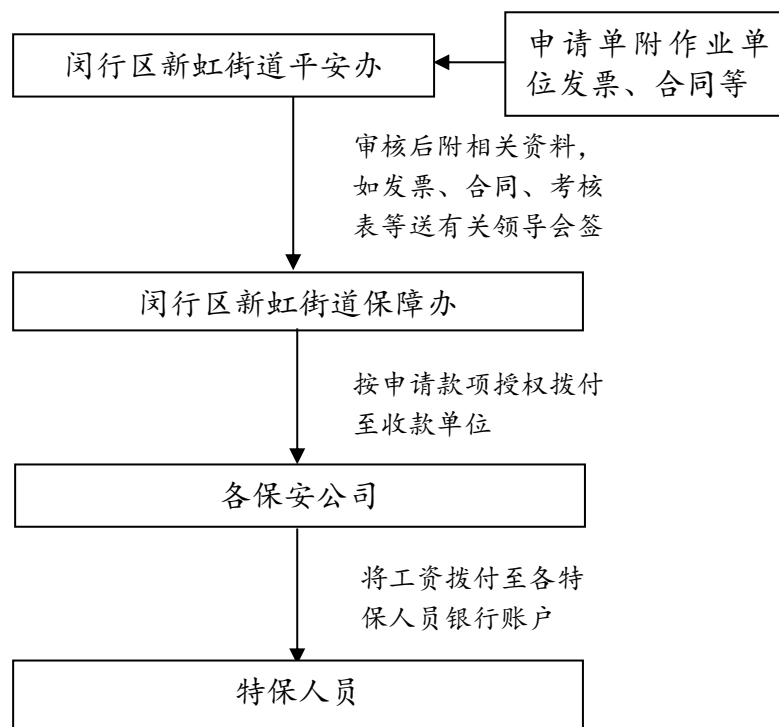 闵行区新虹街道平安办
申请单附作业单
位发票、合同等
审核后附相关资料，
如发票、合同、考核
表等送有关领导会签
闵行区新虹街道保障办
按申请款项授权拨付
至收款单位
各保安公司
将工资拨付至各特
保人员银行账户
特保人员